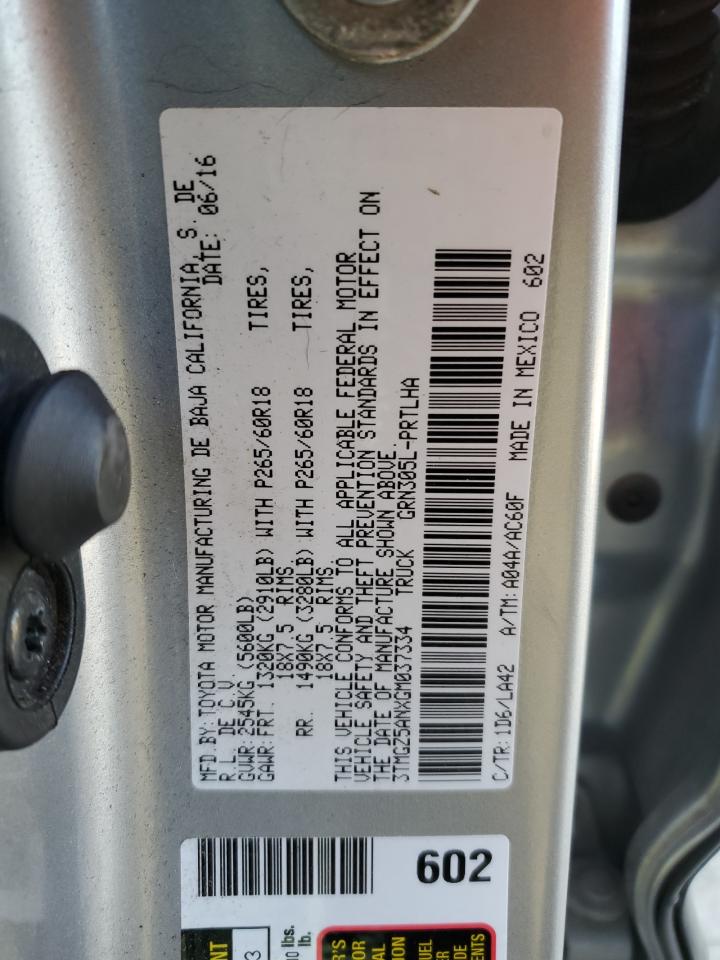 MFD.BY:TOYOTA MOTOR MANUFACTURING DE BAJA CALIFORNIA, S. DE
R.L. DE C.V. DATE: 06/16
GVWR:2545KG (5600LB)
GAWR:FRT. 1320KG (2910LB) WITH P265/60R18 TIRES,
18X7.5 RIMS.
RR. 1490KG (3280LB) WITH P265/60R18 TIRES,
18X7.5 RIMS.
THIS VEHICLE CONFORMS TO ALL APPLICABLE FEDERAL MOTOR
VEHICLE SAFETY AND THEFT PREVENTION STANDARDS IN EFFECT ON
THE DATE OF MANUFACTURE SHOWN ABOVE.
3TMGZ5ANXGM037334 TRUCK GRN305L-PRTLHA
C/TR:1D6/LA42 A/TM:A04A/AC60F MADE IN MEXICO 602
602
lbs.
lb.